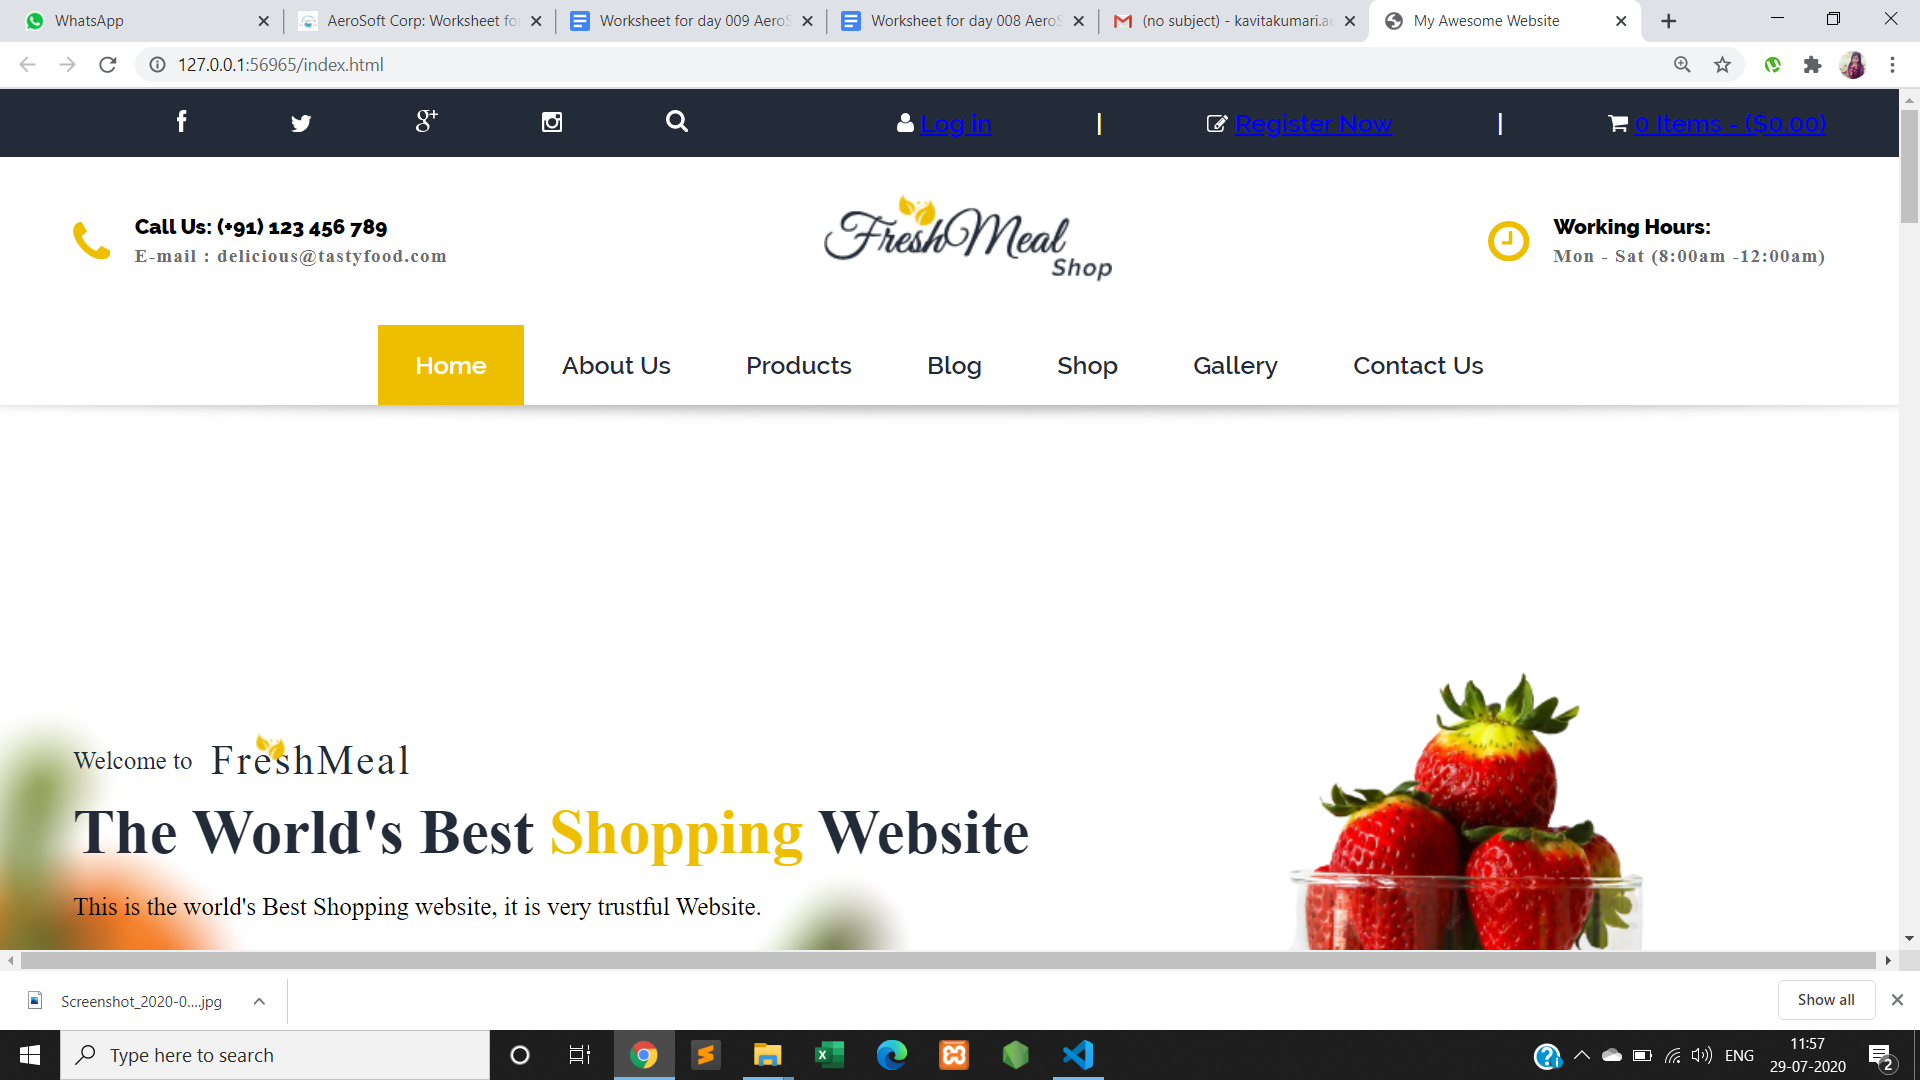 WhatsApp
AeroSoft Corp: Worksheet fo
Worksheet for day 009 AeroS
Worksheet for day 008 AeroS
(no subject) - kavitakumari.ae
My Awesome Website
127.0.0.1:56965/index.html
Log in | Register Now | 0 Items - ($0.00)
Call Us: (+91) 123 456 789
E-mail : delicious@tastyfood.com
FreshMeal
Shop
Working Hours:
Mon - Sat (8:00am -12:00am)
Home About Us Products Blog Shop Gallery Contact Us
Welcome to FreshMeal
The World's Best Shopping Website
This is the world's Best Shopping website, it is very trustful Website.
Screenshot_2020-0....jpg
Show all
Type here to search
ENG
11:57
29-07-2020
2